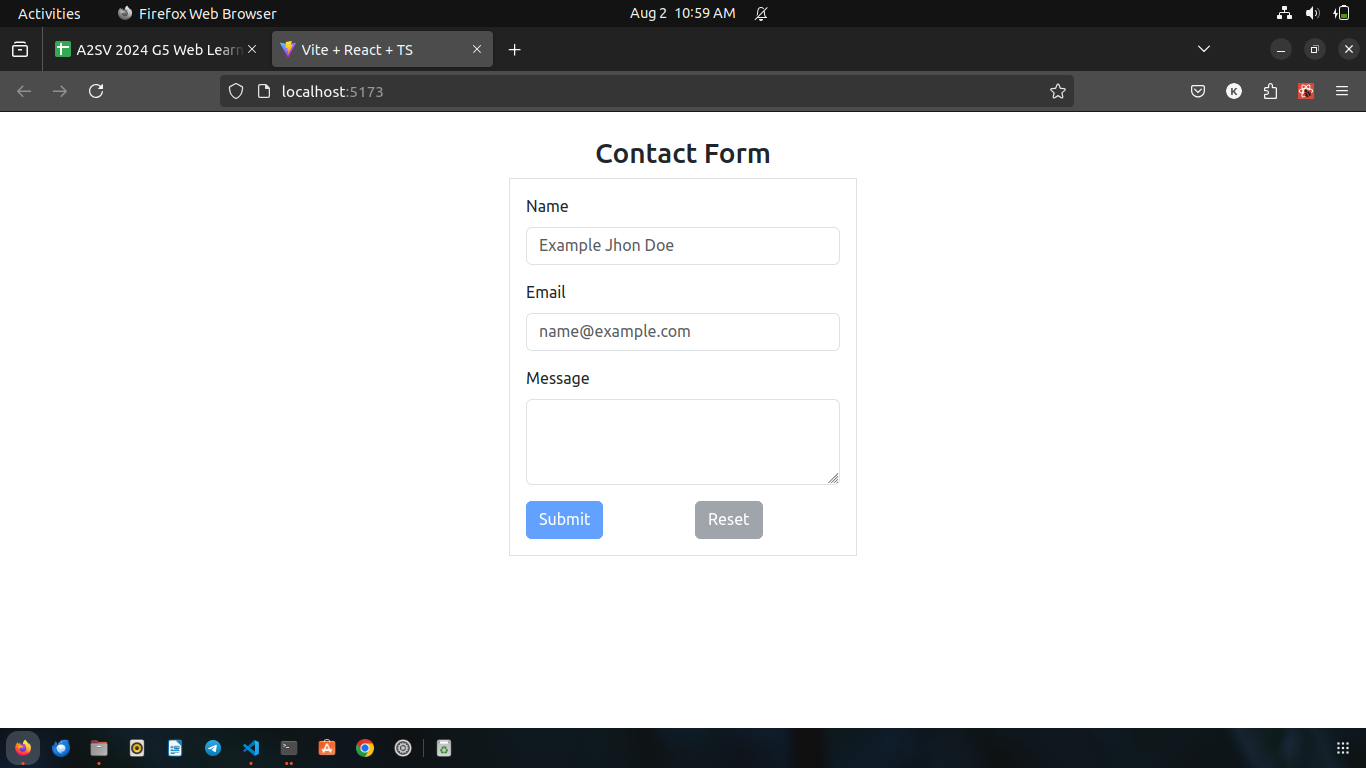 Activities
Firefox Web Browser
Aug 2 10:59 AM
A2SV 2024 G5 Web Learn
Vite + React + TS
localhost:5173
K
Contact Form
Name
Example Jhon Doe
Email
name@example.com
Message
Submit
Reset